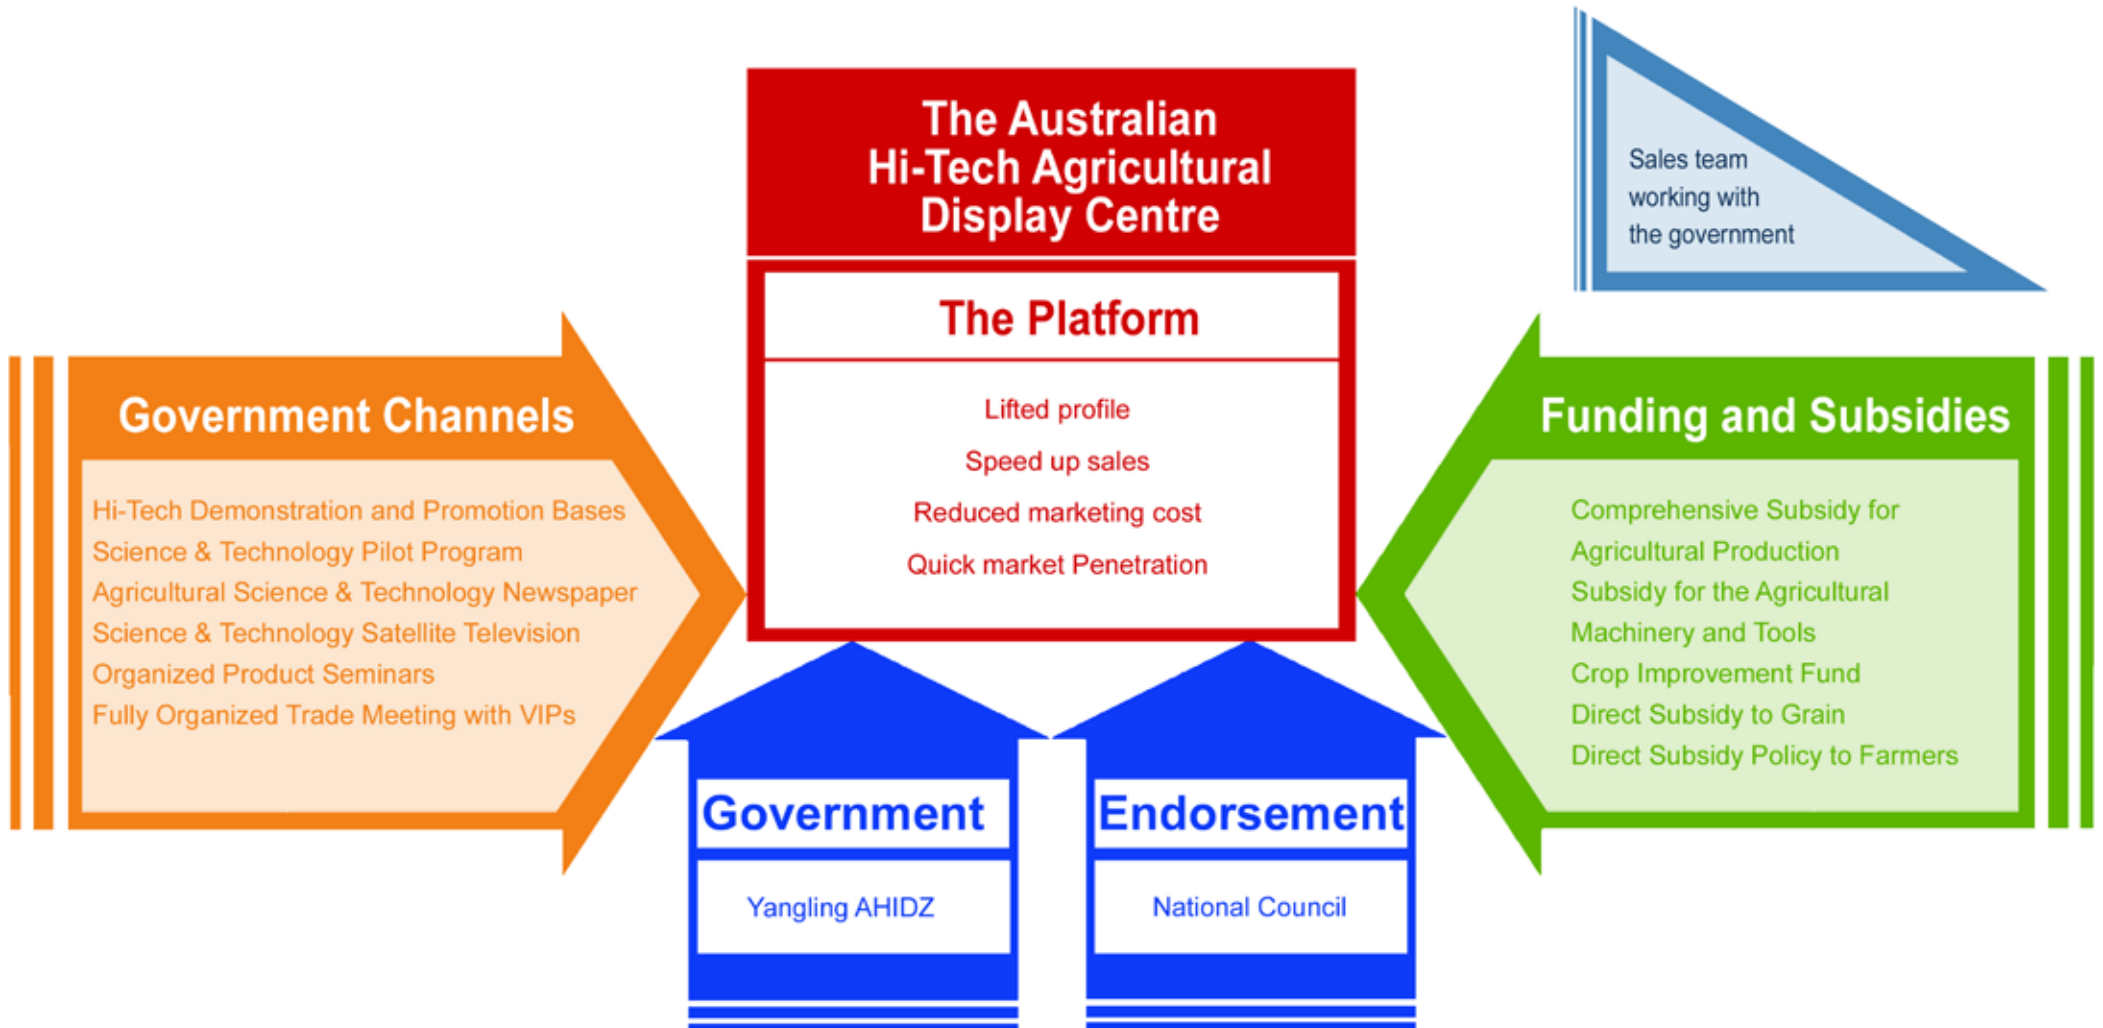 The Australian
Hi-Tech Agricultural
Display Centre
Sales team
working with
the government
The Platform
Lifted profile
Speed up sales
Reduced marketing cost
Quick market Penetration
Government Channels
Hi-Tech Demonstration and Promotion Bases
Science & Technology Pilot Program
Agricultural Science & Technology Newspaper
Science & Technology Satellite Television
Organized Product Seminars
Fully Organized Trade Meeting with VIPs
Funding and Subsidies
Comprehensive Subsidy for
Agricultural Production
Subsidy for the Agricultural
Machinery and Tools
Crop Improvement Fund
Direct Subsidy to Grain
Direct Subsidy Policy to Farmers
Government
Yangling AHIDZ
Endorsement
National Council